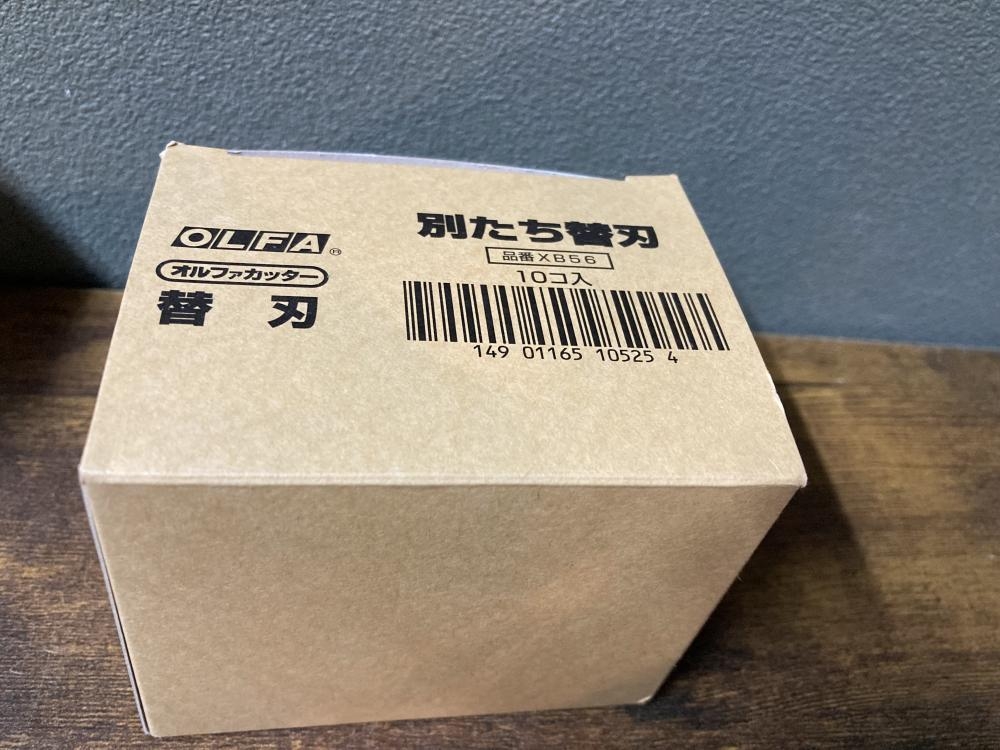 OLFA®
オルファカッター
替 刃
別たち替刃
品番XB56
10コ入
149 01165 10525 4